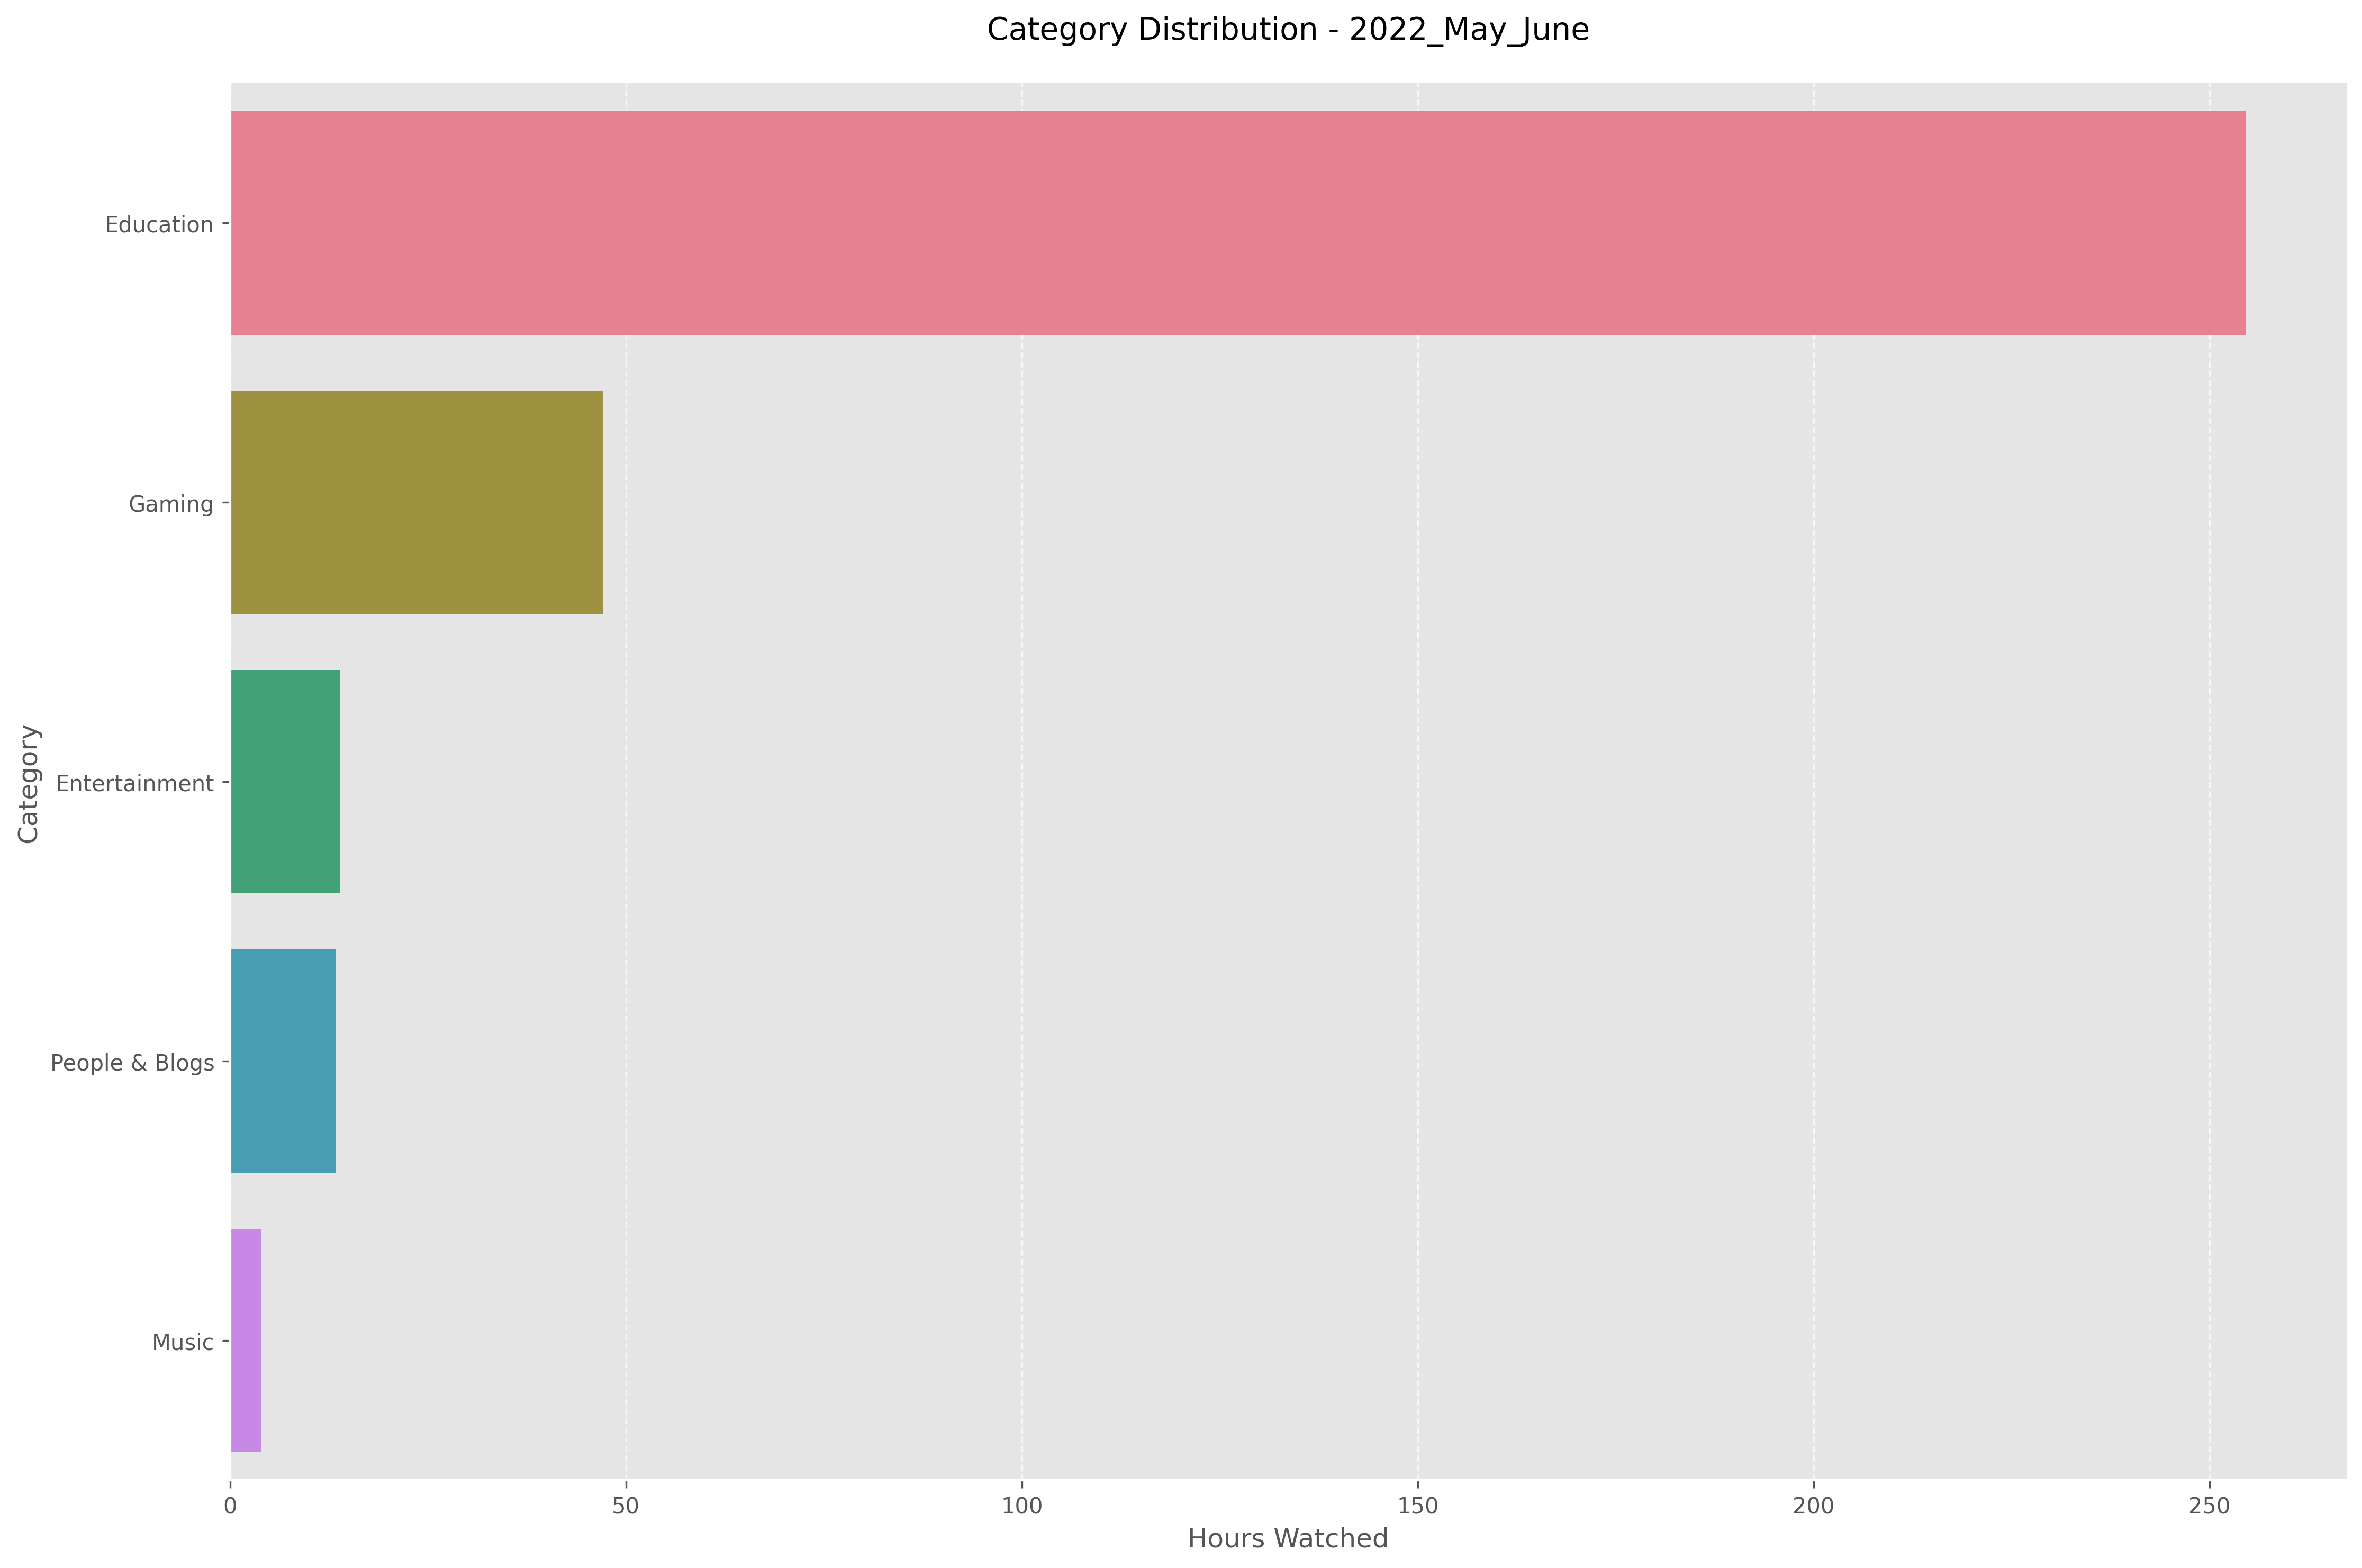 Category Distribution - 2022_May_June
Category
Education
Gaming
Entertainment
People & Blogs
Music
0 50 100 150 200 250
Hours Watched